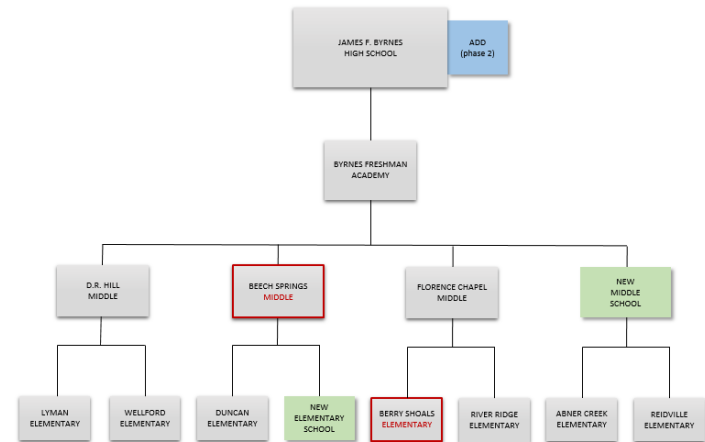 JAMES F. BYRNES
HIGH SCHOOL
ADD
(phase 2)
BYRNES FRESHMAN
ACADEMY
D.R. HILL
MIDDLE
BEECH SPRINGS
MIDDLE
FLORENCE CHAPEL
MIDDLE
NEW
MIDDLE
SCHOOL
LYMAN
ELEMENTARY
WELLFORD
ELEMENTARY
DUNCAN
ELEMENTARY
NEW
ELEMENTARY
SCHOOL
BERRY SHOALS
ELEMENTARY
RIVER RIDGE
ELEMENTARY
ABNER CREEK
ELEMENTARY
REIDVILLE
ELEMENTARY